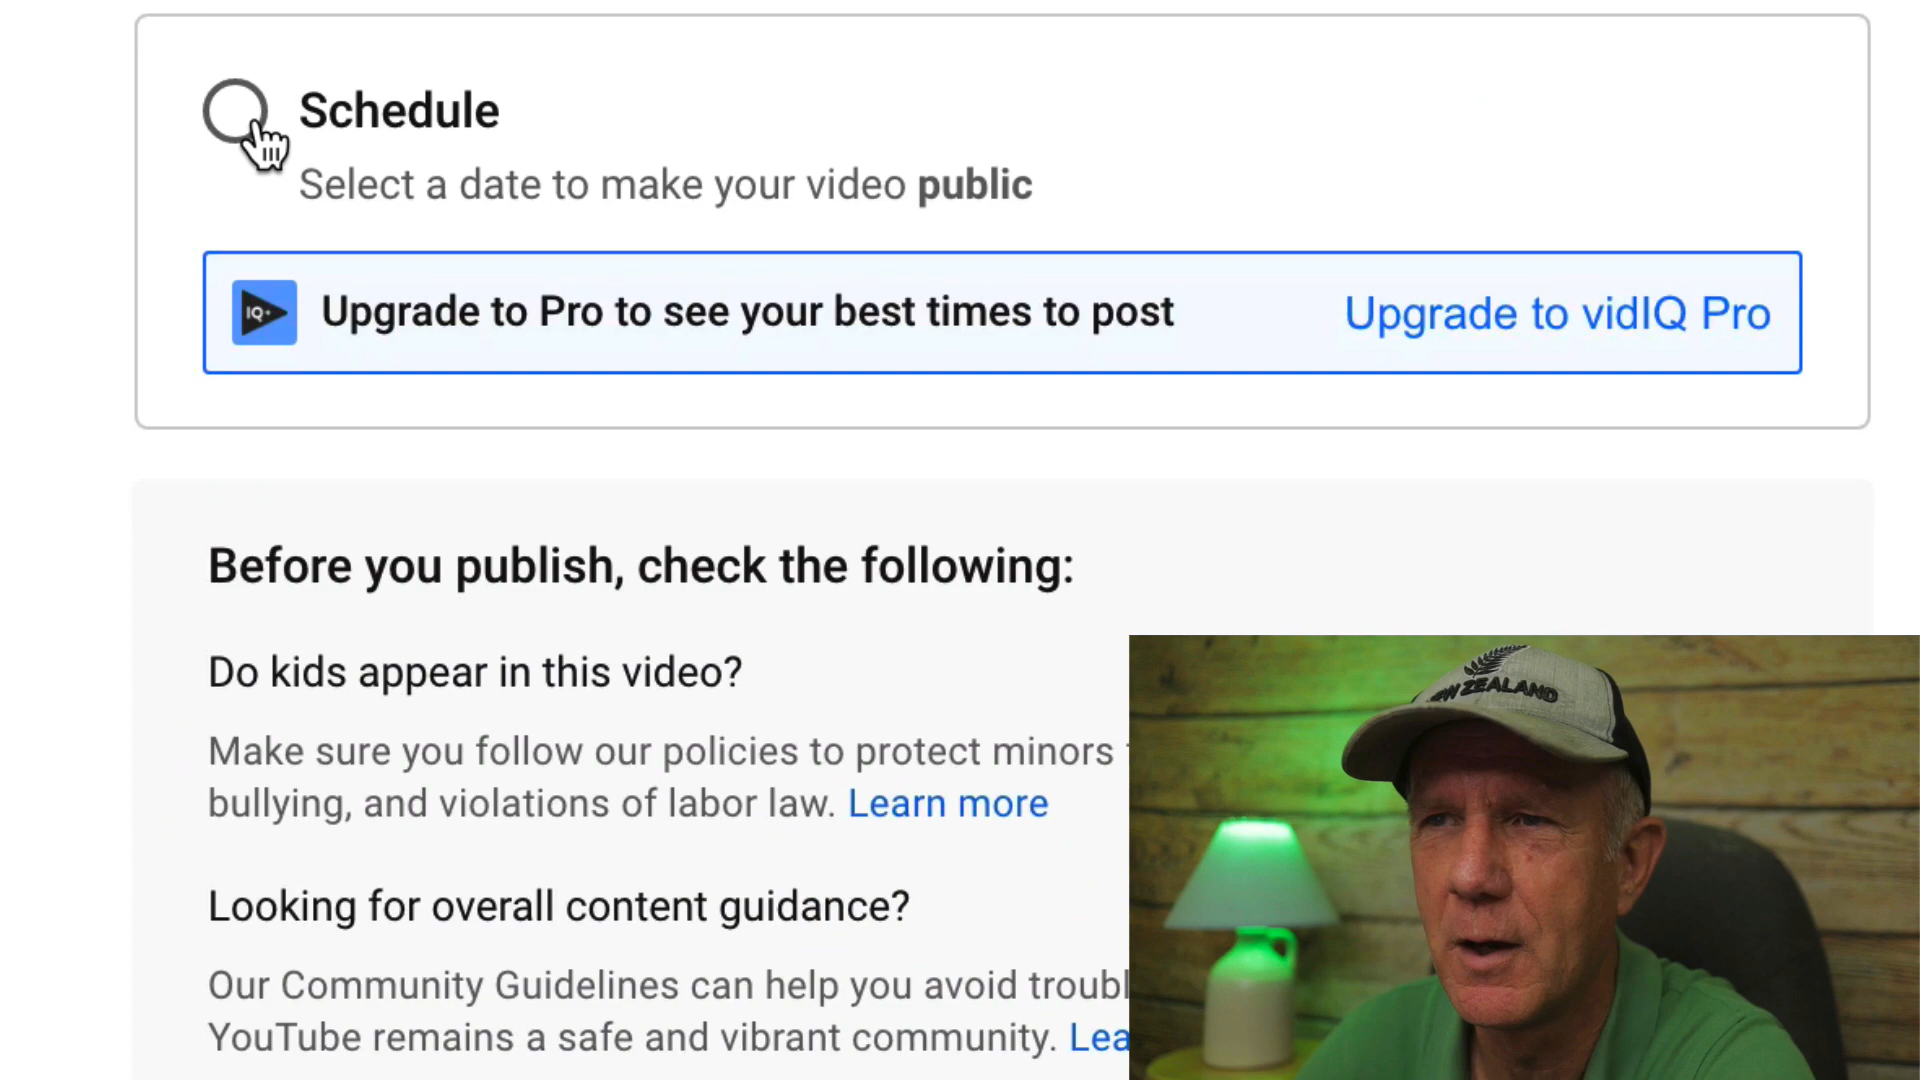 Schedule
Select a date to make your video public
IQ+
Upgrade to Pro to see your best times to post
Upgrade to vidIQ Pro
Before you publish, check the following:
Do kids appear in this video?
Make sure you follow our policies to protect minors
bullying, and violations of labor law. Learn more
Looking for overall content guidance?
Our Community Guidelines can help you avoid
YouTube remains a safe and vibrant community.
ZEALAND